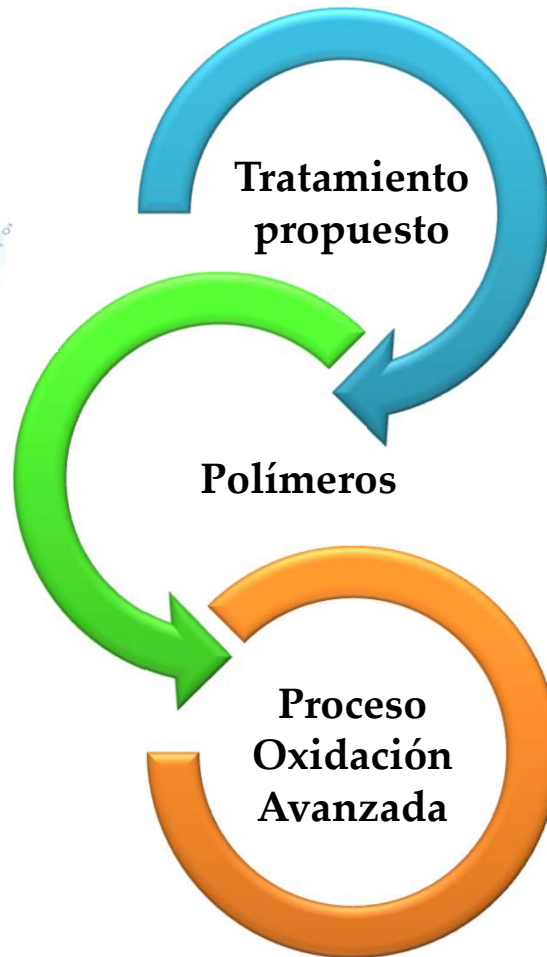 Tratamiento
propuesto
Polímeros
Proceso
Oxidación
Avanzada